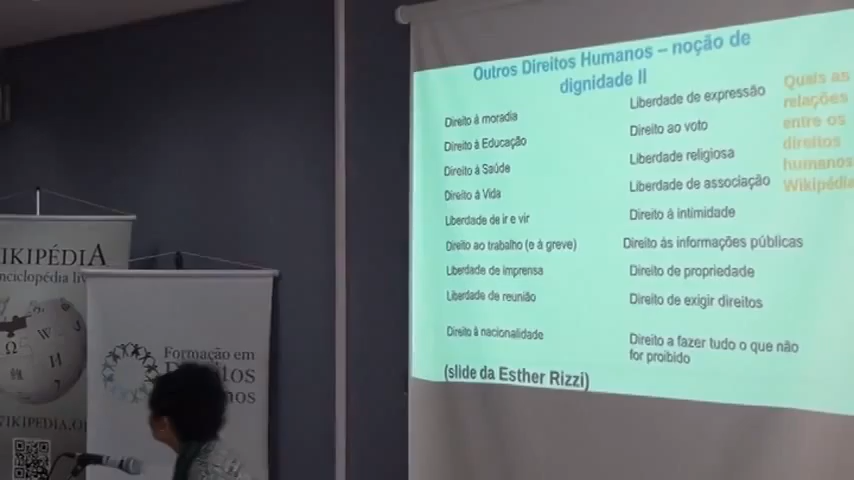 Outros Direitos Humanos – noção de
dignidade II
Direito à moradia
Direito à Educação
Direito à Saúde
Direito à Vida
Liberdade de ir e vir
Direito ao trabalho (e à greve)
Liberdade de imprensa
Liberdade de reunião
Direito à nacionalidade
(slide da Esther Rizzi)
Liberdade de expressão
Direito ao voto
Liberdade religiosa
Liberdade de associação
Direito à intimidade
Direito às informações públicas
Direito de propriedade
Direito de exigir direitos
Direito a fazer tudo o que não
for proibido
Quais as
relações
entre os
direitos
humanos
Wikipédia
IKIPÉDIA
nciclopédia liv
Ω
W
И
WIKIPEDIA.O
Formação em